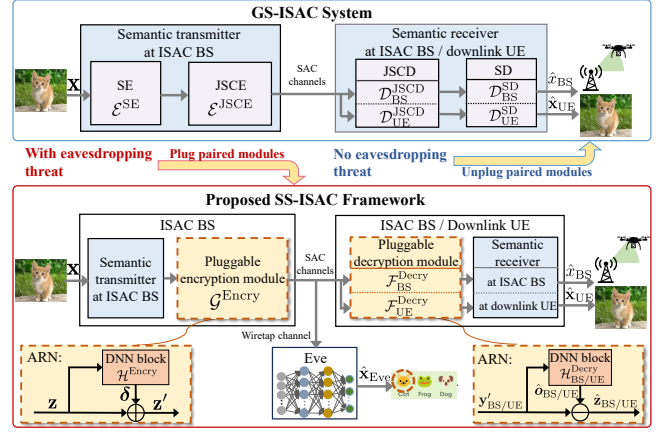 GS-ISAC System
Semantic transmitter
at ISAC BS
SE
ℰ^SE
JSCE
ℰ^JSCE
X
SAC
channels
Semantic receiver
at ISAC BS / downlink UE
JSCD
𝒟_BS^JSCD
𝒟_UE^JSCD
SD
𝒟_BS^SD
𝒟_UE^SD
x̂_BS
x̂_UE
With eavesdropping
threat
Plug paired modules
No eavesdropping
threat
Unplug paired modules
Proposed SS-ISAC Framework
ISAC BS
X
Semantic
transmitter
at ISAC BS
Pluggable
encryption module
𝒢^Encry
SAC
channels
ISAC BS / Downlink UE
Pluggable
decryption module
ℱ_BS^Decry
ℱ_UE^Decry
Semantic
receiver
at ISAC BS
at downlink UE
x̂_BS
x̂_UE
Wiretap channel
Eve
x̂_Eve
Cat Frog Dog
ARN:
DNN block
ℋ^Encry
δ
z
z′
ARN:
DNN block
ℋ_BS/UE^Decry
y′_BS/UE
ô_BS/UE
ẑ_BS/UE